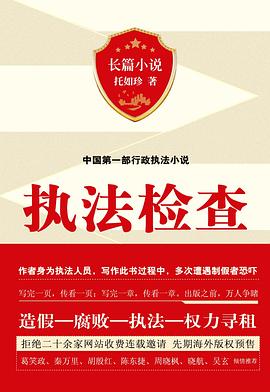 长篇小说
托如珍 著
中国第一部行政执法小说
执法检查
作者身为执法人员，写作此书过程中，多次遭遇制假者恐吓
写完一页，传看一页；写完一章，传看一章，出版之前，万人争睹
造假—腐败—执法—权力寻租
拒绝二十余家网站收费连载邀请 先期海外版权预售
葛笑政、秦万里、胡殷红、陈东捷、周晓枫、晓航、吴玄 倾情推荐